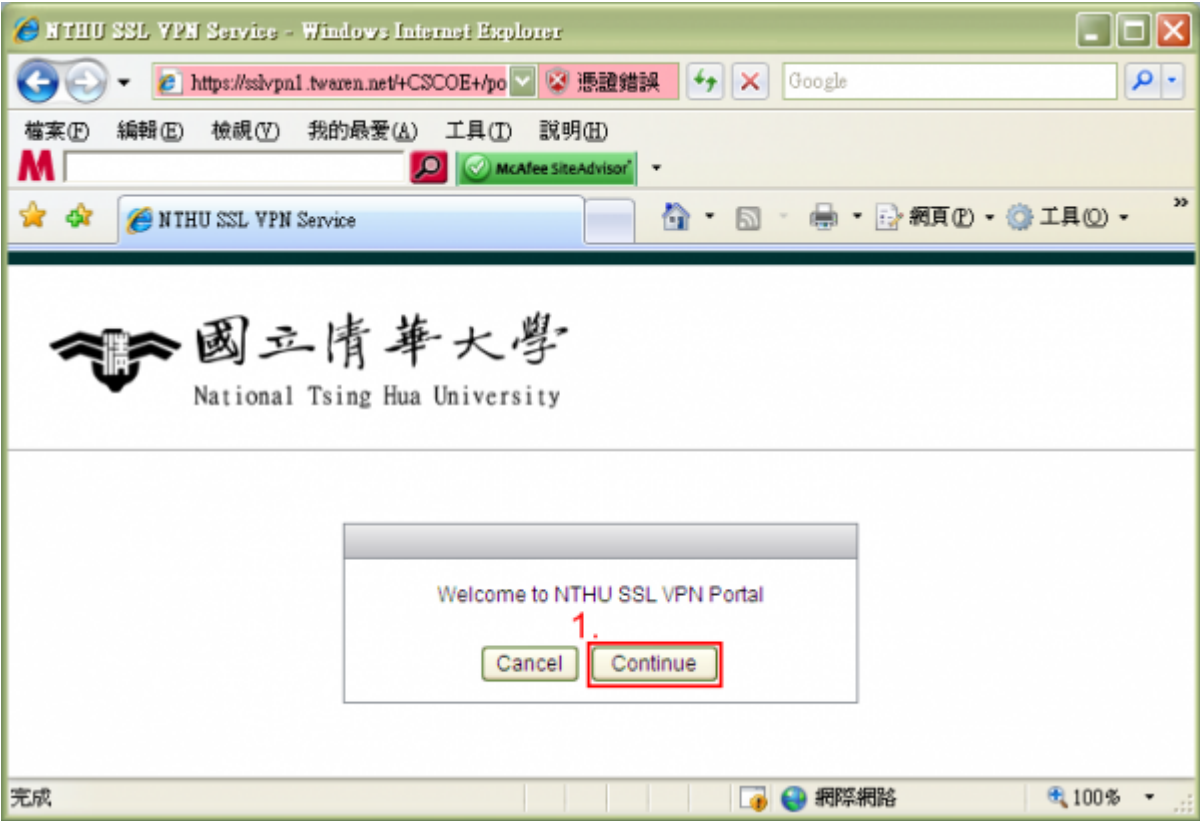 NTHU SSL VPN Service - Windows Internet Explorer
https://sslvpn1.twaren.net/+CSCOE+/po 憑證錯誤 Google
檔案(F) 編輯(E) 檢視(V) 我的最愛(A) 工具(T) 說明(H)
M McAfee SiteAdvisor
NTHU SSL VPN Service 網頁(P) 工具(O) »
國立清華大學
National Tsing Hua University
Welcome to NTHU SSL VPN Portal
1.
Cancel Continue
完成 網際網路 100%